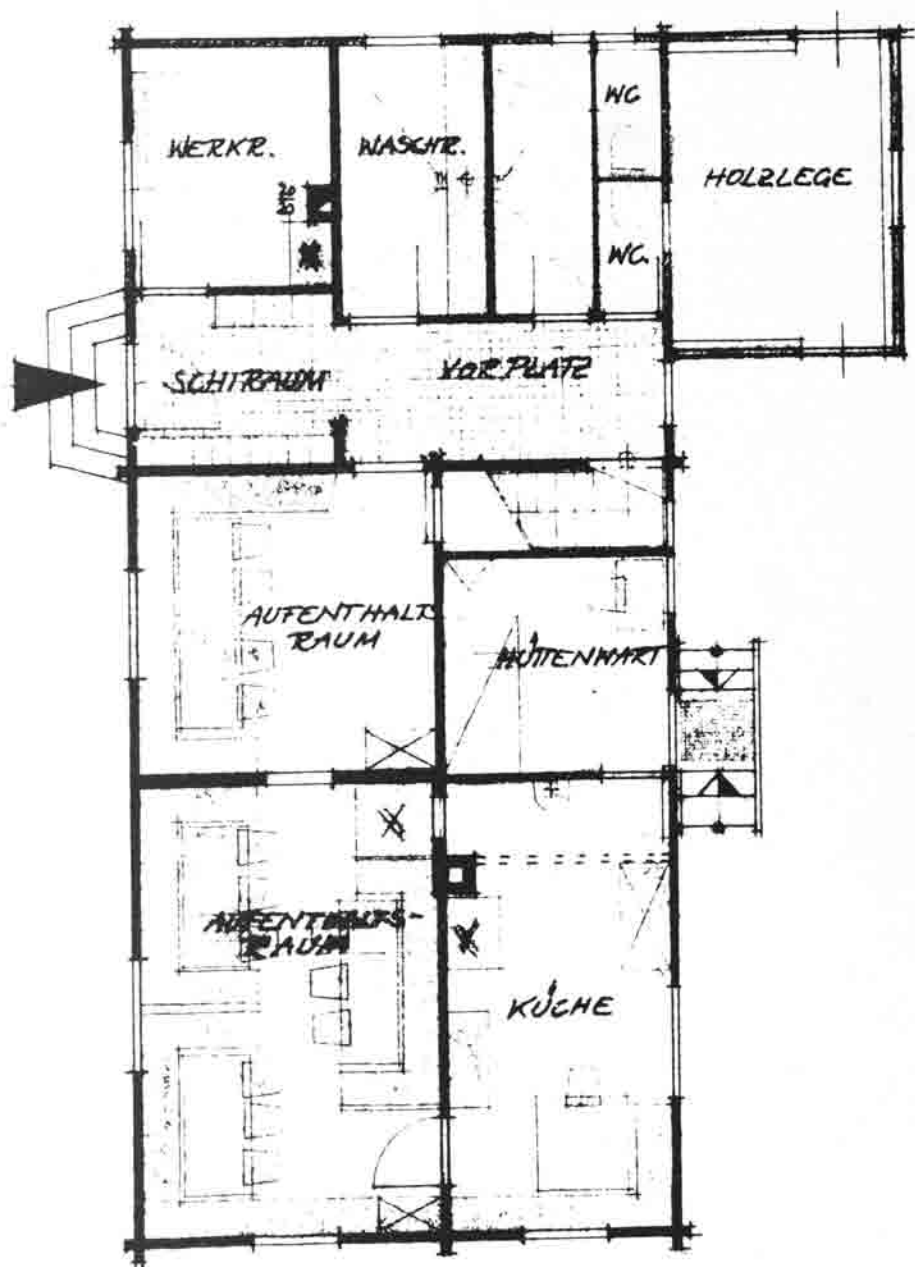 WERKR.
WASCHR.
WC
HOLZLEGE
WC.
SCHIRAUM
VORPLATZ
AUFENTHALTS
RAUM
HÜTTENWART
AUFENTHALTS-
RAUM
KÜCHE